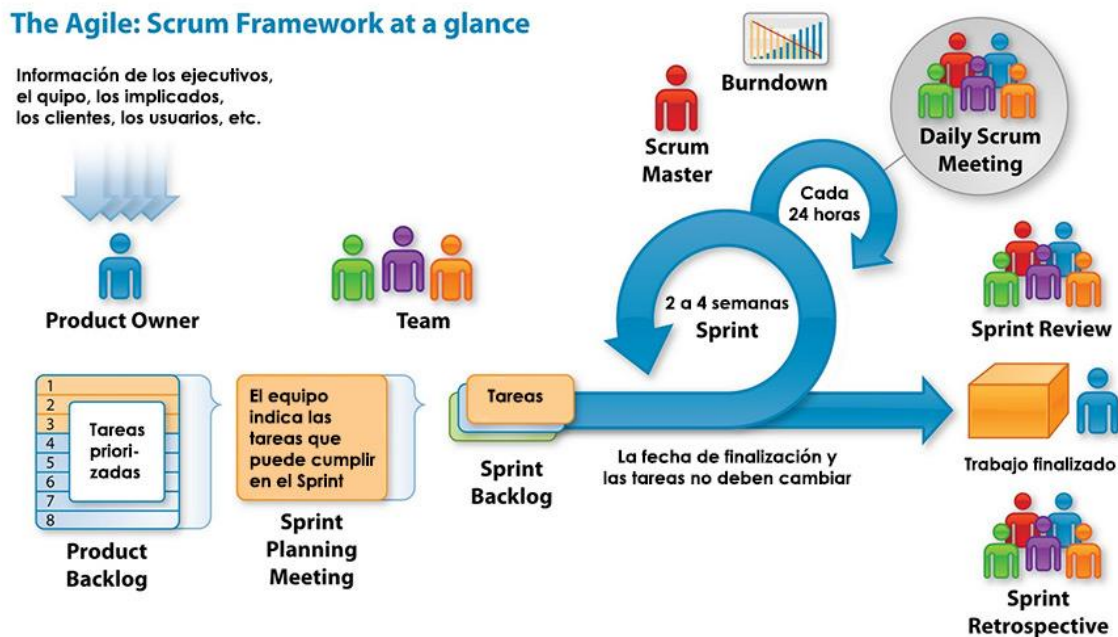 The Agile: Scrum Framework at a glance
Información de los ejecutivos,
el quipo, los implicados,
los clientes, los usuarios, etc.
Product Owner
Team
Scrum
Master
Burndown
Daily Scrum
Meeting
Cada
24 horas
2 a 4 semanas
Sprint
Sprint Review
1
2
3
4
5
6
7
8
Tareas
priori-
zadas
Product
Backlog
El equipo
indica las
tareas que
puede cumplir
en el Sprint
Sprint
Planning
Meeting
Tareas
Sprint
Backlog
La fecha de finalización y
las tareas no deben cambiar
Trabajo finalizado
Sprint
Retrospective